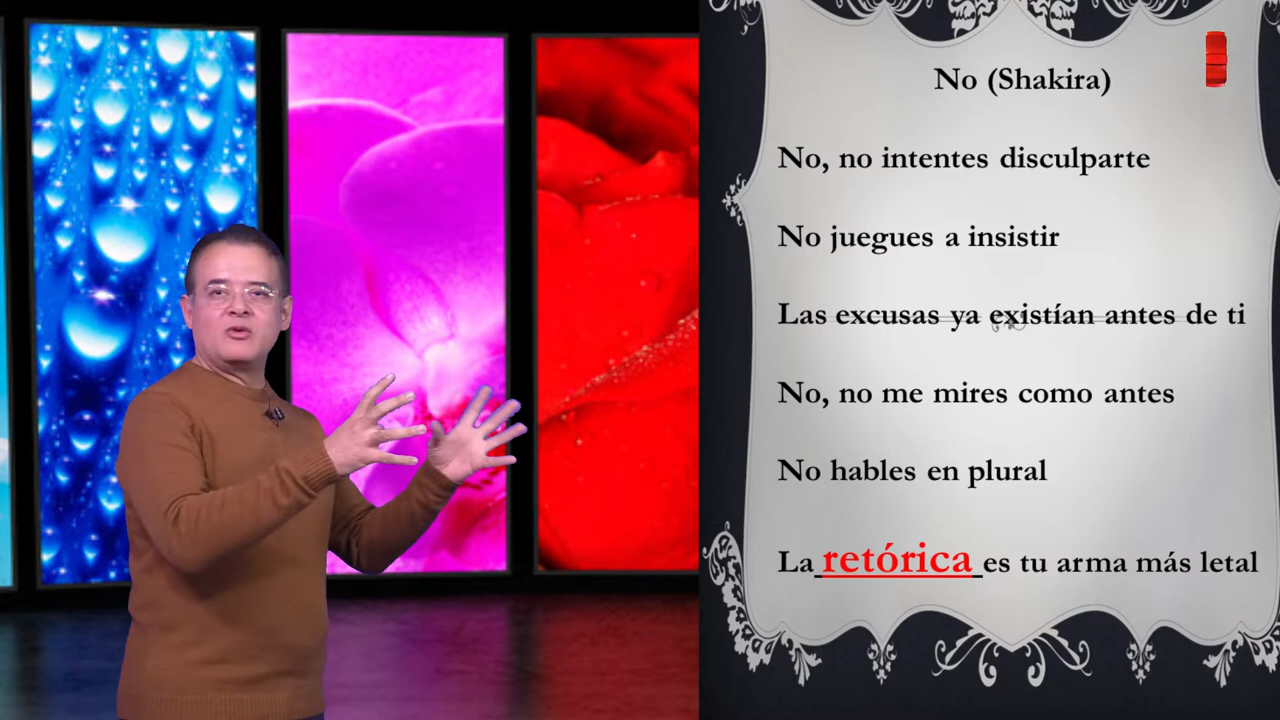 No (Shakira)
No, no intentes disculparte
No juegues a insistir
Las excusas ya existían antes de ti
No, no me mires como antes
No hables en plural
La retórica es tu arma más letal